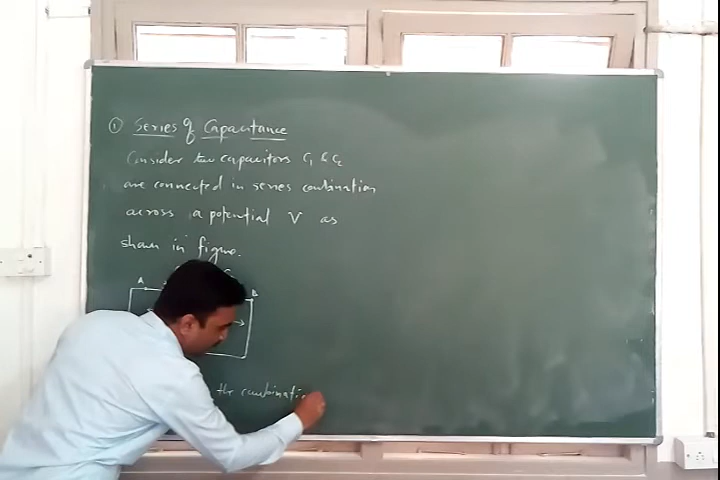 ① Series of Capacitance
Consider two capacitors C₁ & C₂
are connected in series combination
across a potential V as
shown in figure.
A
B
the combinatio